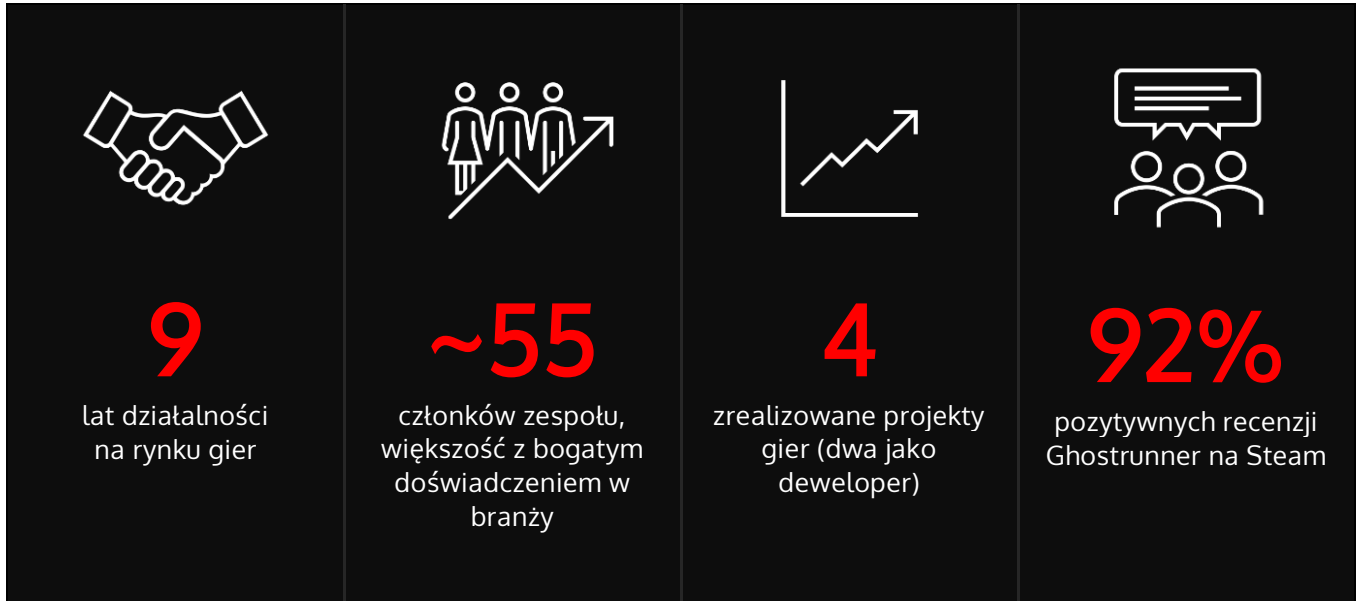 9
lat działalności
na rynku gier
~55
członków zespołu,
większość z bogatym
doświadczeniem w
branży
4
zrealizowane projekty
gier (dwa jako
deweloper)
92%
pozytywnych recenzji
Ghostrunner na Steam